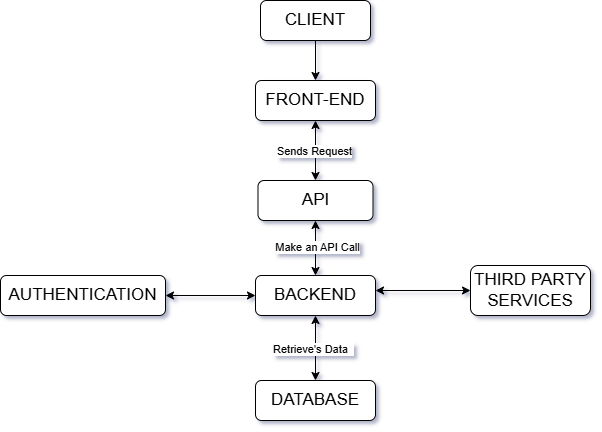 CLIENT
FRONT-END
Sends Request
API
Make an API Call
AUTHENTICATION
BACKEND
THIRD PARTY
SERVICES
Retrieve's Data
DATABASE